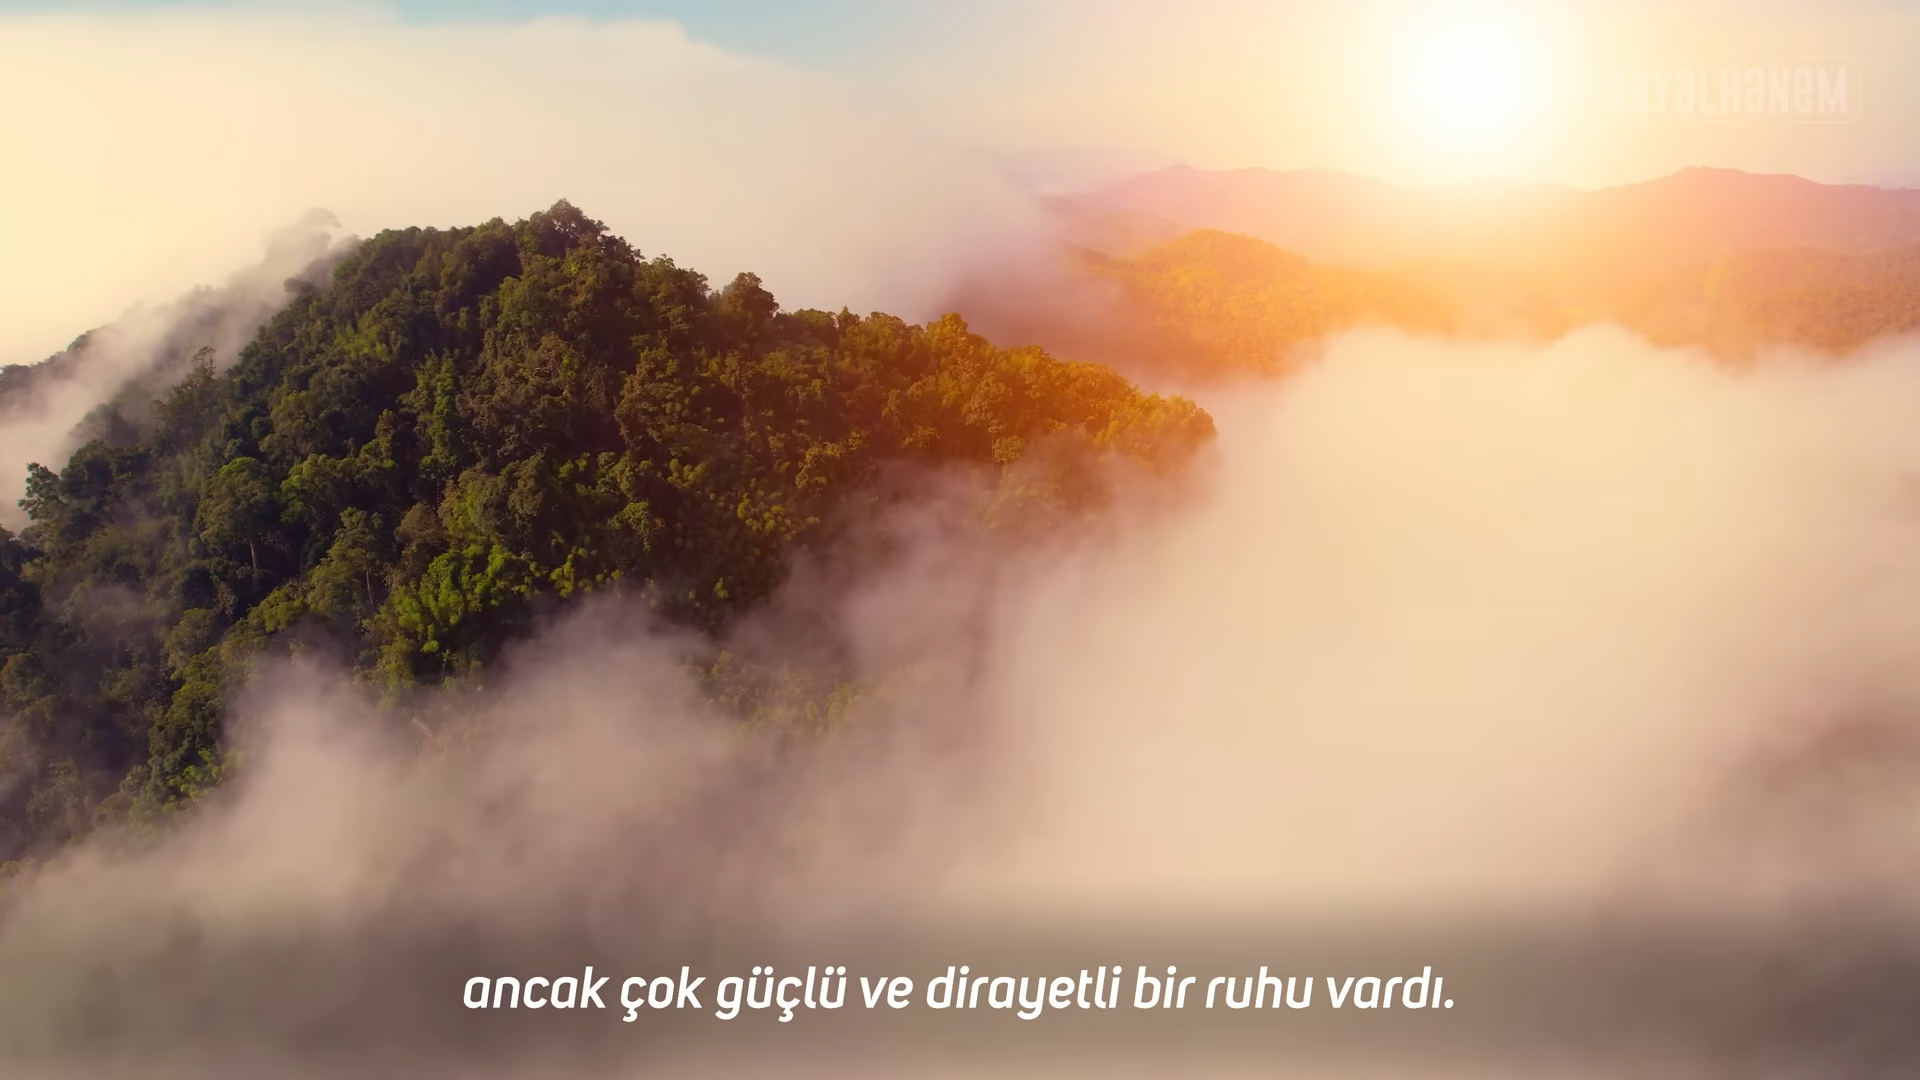 ancak çok güçlü ve dirayetli bir ruhu vardı.